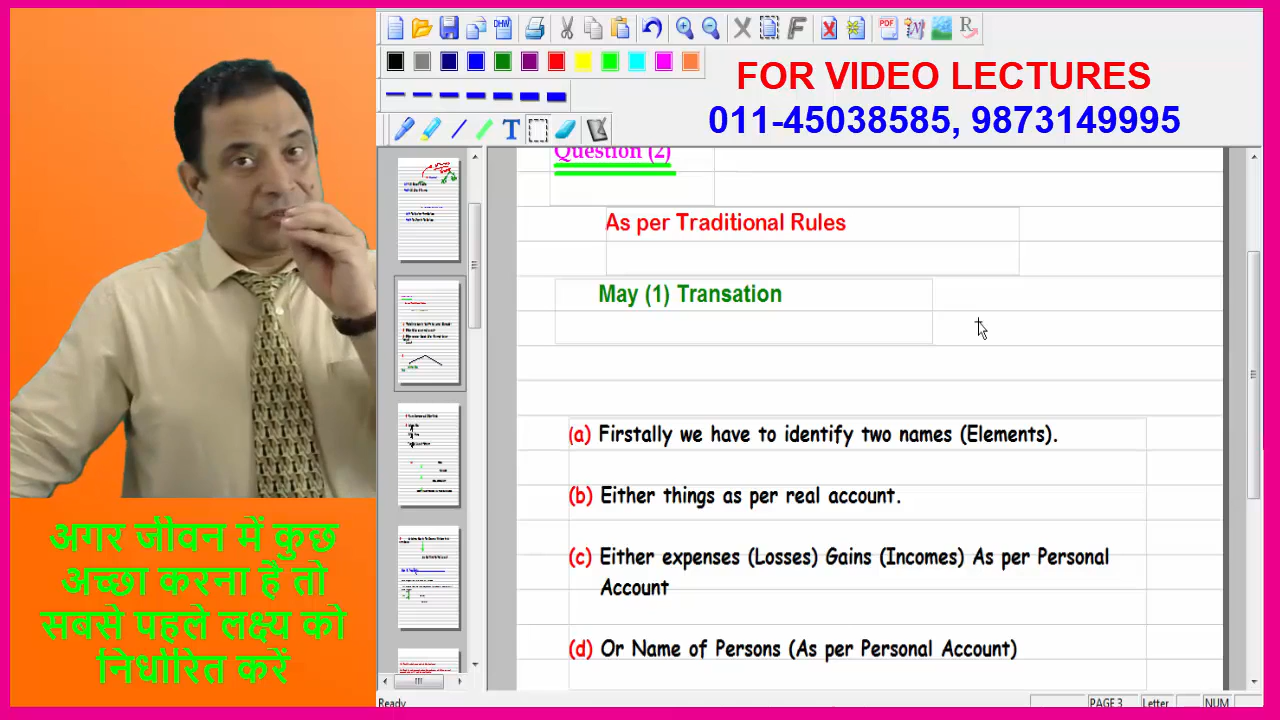 FOR VIDEO LECTURES
011-45038585, 9873149995
Question (2)
As per Traditional Rules
May (1) Transation
(a) Firstally we have to identify two names (Elements).
(b) Either things as per real account.
(c) Either expenses (Losses) Gains (Incomes) As per Personal
Account
(d) Or Name of Persons (As per Personal Account)
अगर जीवन में कुछ
अच्छा करना है तो
सबसे पहले लक्ष्य को
निर्धारित करें
Ready
PAGE 3 Letter NUM